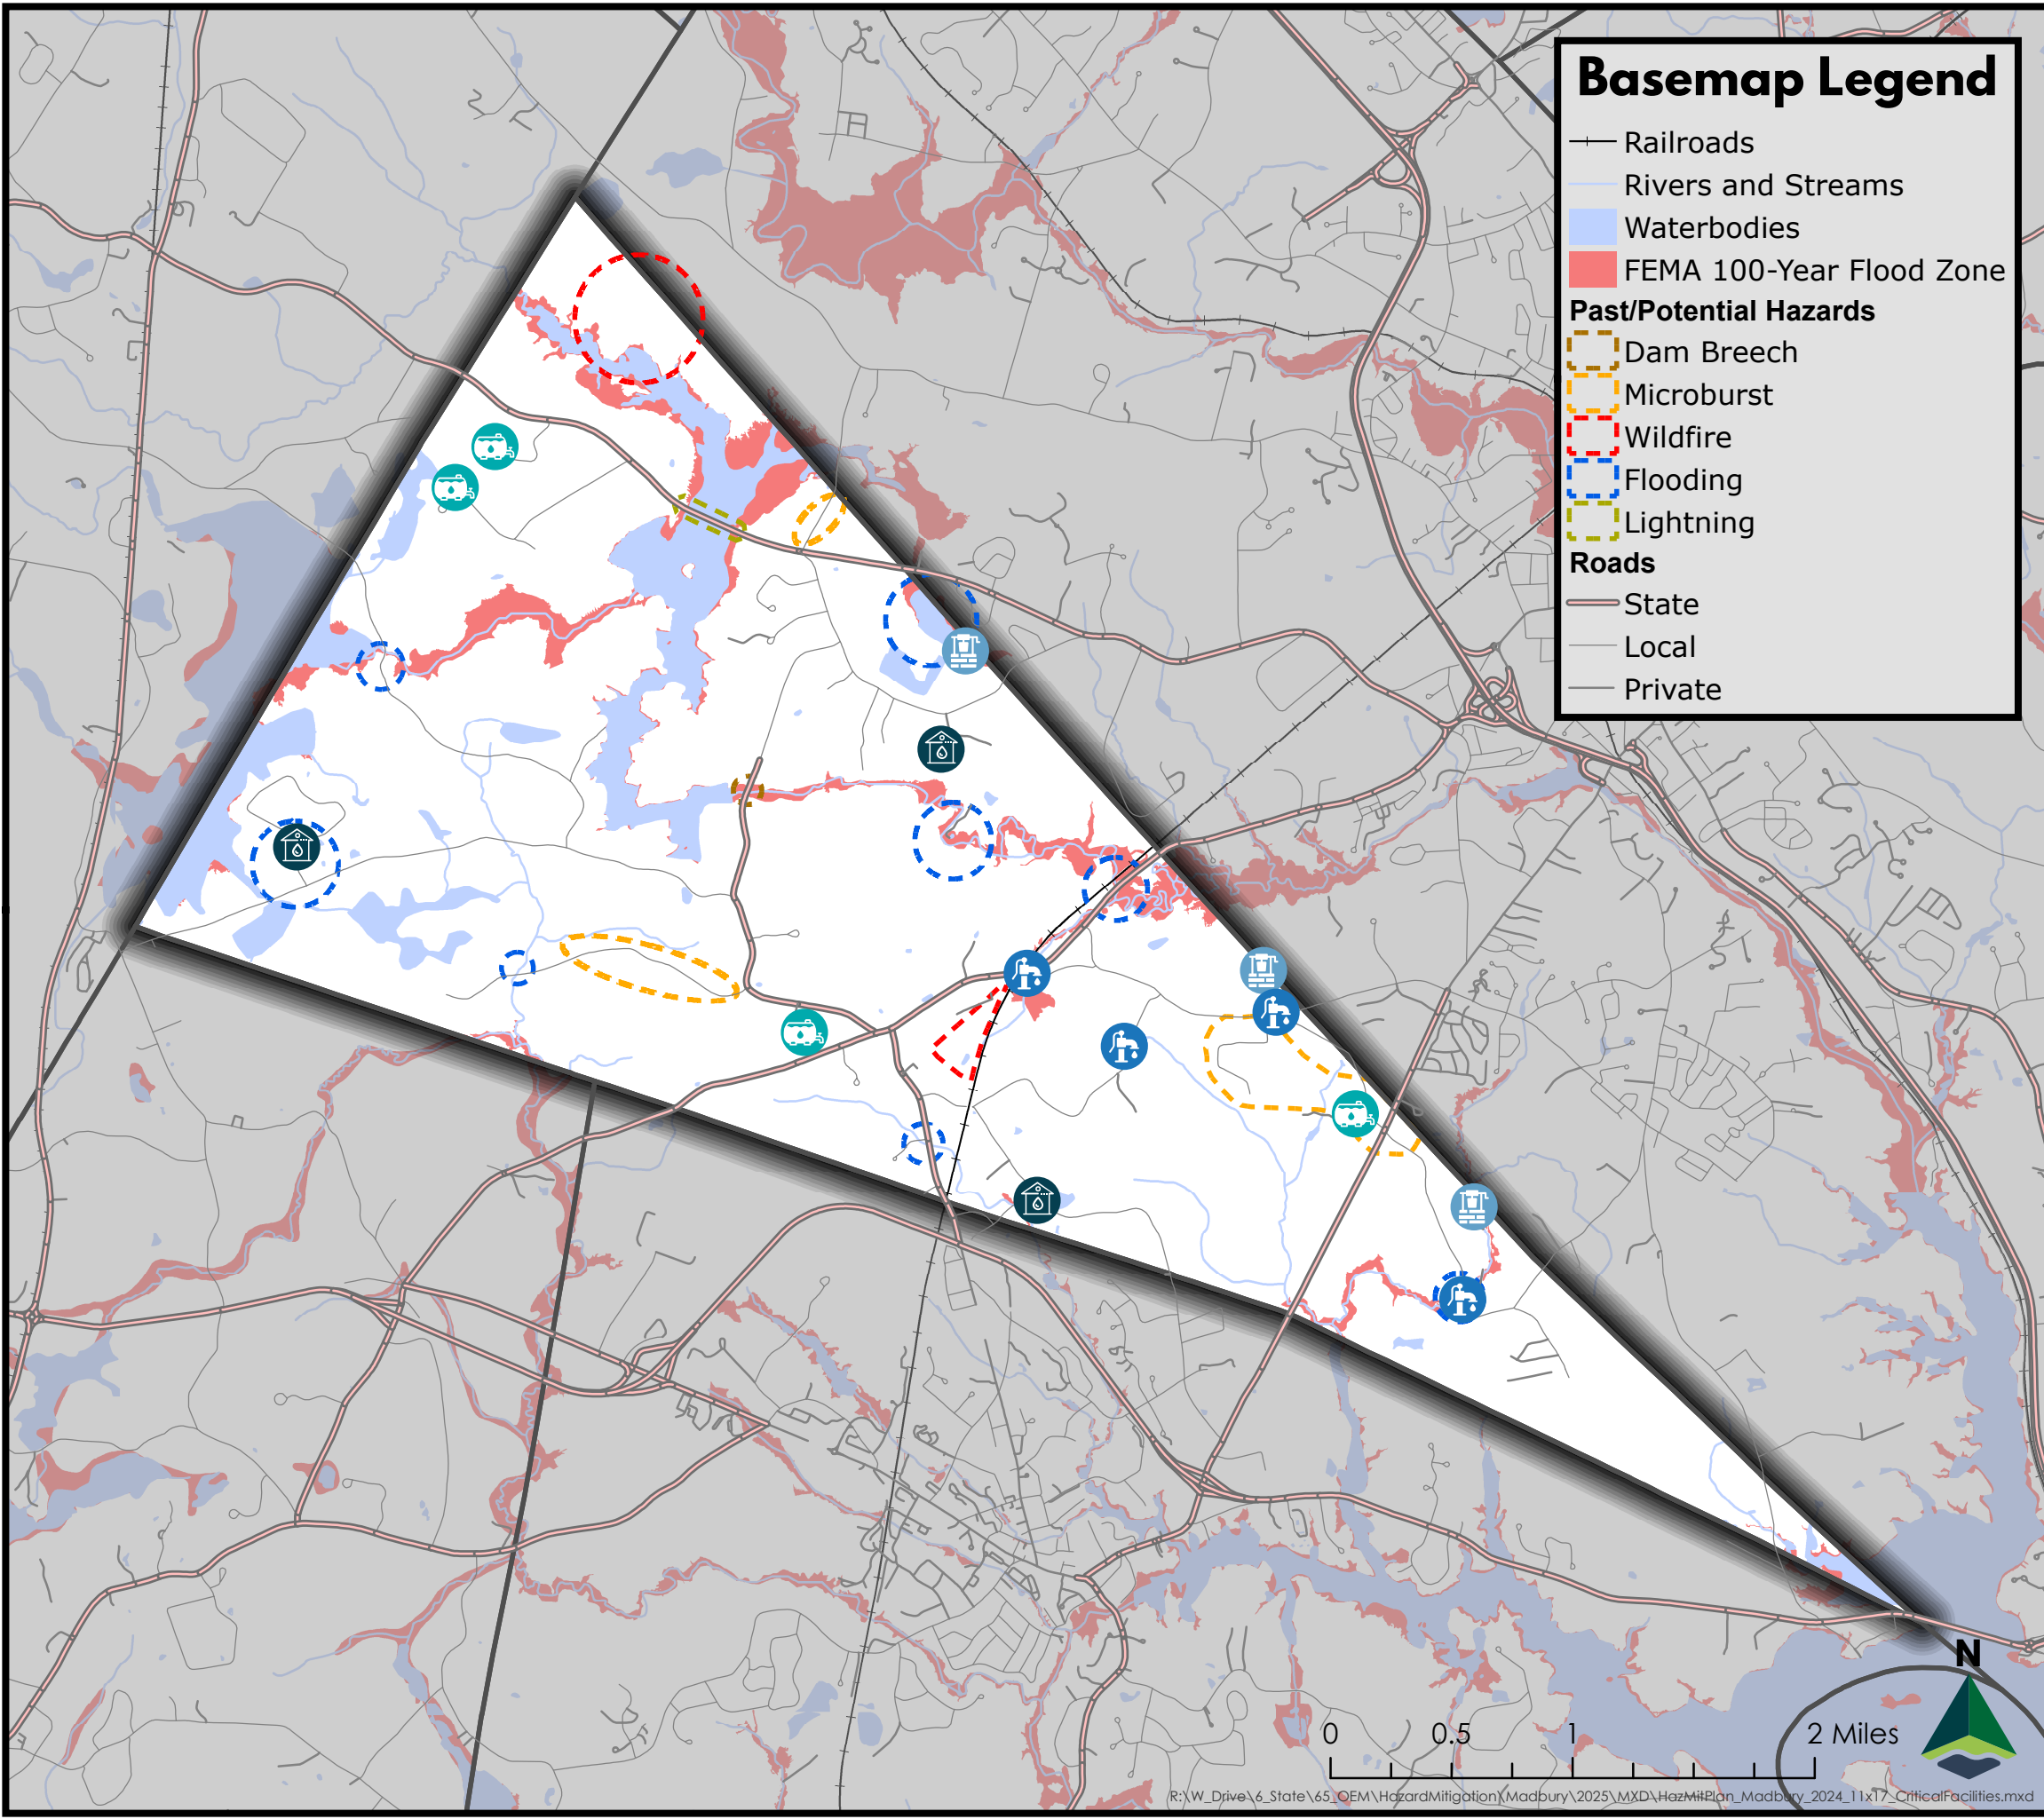 Basemap Legend
Railroads
Rivers and Streams
Waterbodies
FEMA 100-Year Flood Zone
Past/Potential Hazards
Dam Breech
Microburst
Wildfire
Flooding
Lightning
Roads
State
Local
Private
N
0 0.5 1 2 Miles
R:\W_Drive\6_State\65_OEM\HazardMitigation\Madbury\2025\MXD\HazMitPlan_Madbury_2024_11x17_CriticalFacilities.mxd